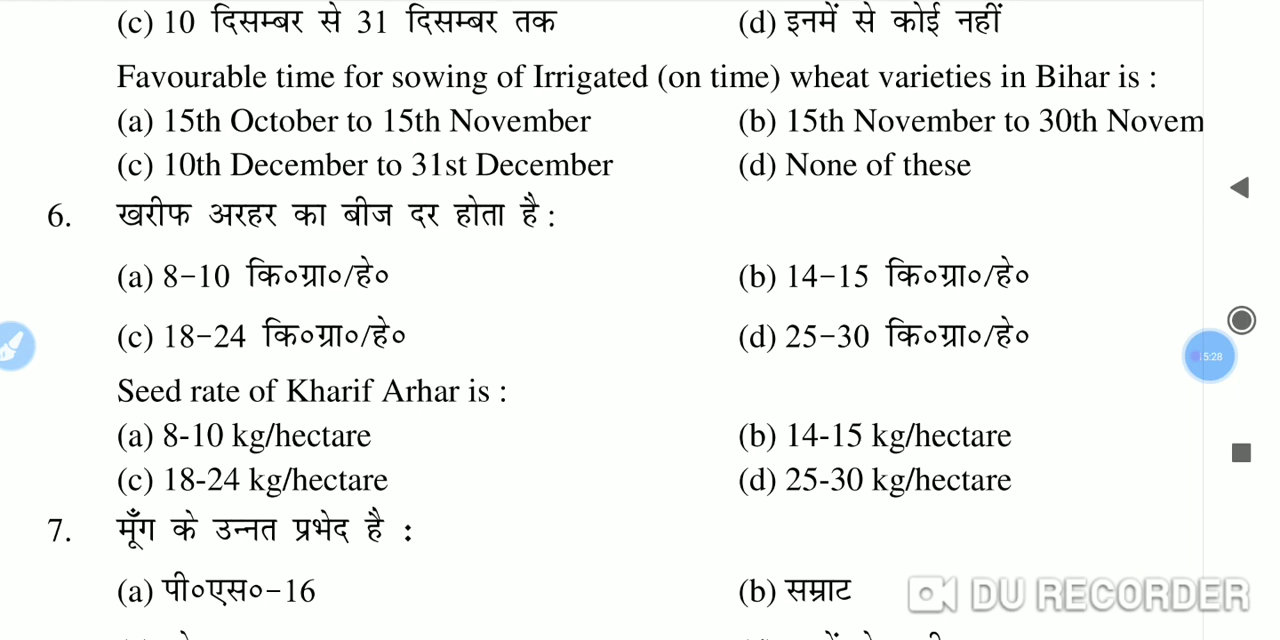 (c) 10 दिसम्बर से 31 दिसम्बर तक (d) इनमें से कोई नहीं
Favourable time for sowing of Irrigated (on time) wheat varieties in Bihar is :
(a) 15th October to 15th November (b) 15th November to 30th Novem
(c) 10th December to 31st December (d) None of these
6. खरीफ अरहर का बीज दर होता है :
(a) 8-10 कि०ग्रा०/हे० (b) 14-15 कि०ग्रा०/हे०
(c) 18-24 कि०ग्रा०/हे० (d) 25-30 कि०ग्रा०/हे०
5:28
Seed rate of Kharif Arhar is :
(a) 8-10 kg/hectare (b) 14-15 kg/hectare
(c) 18-24 kg/hectare (d) 25-30 kg/hectare
7. मूँग के उन्नत प्रभेद है :
(a) पी०एस०-16 (b) सम्राट
DU RECORDER